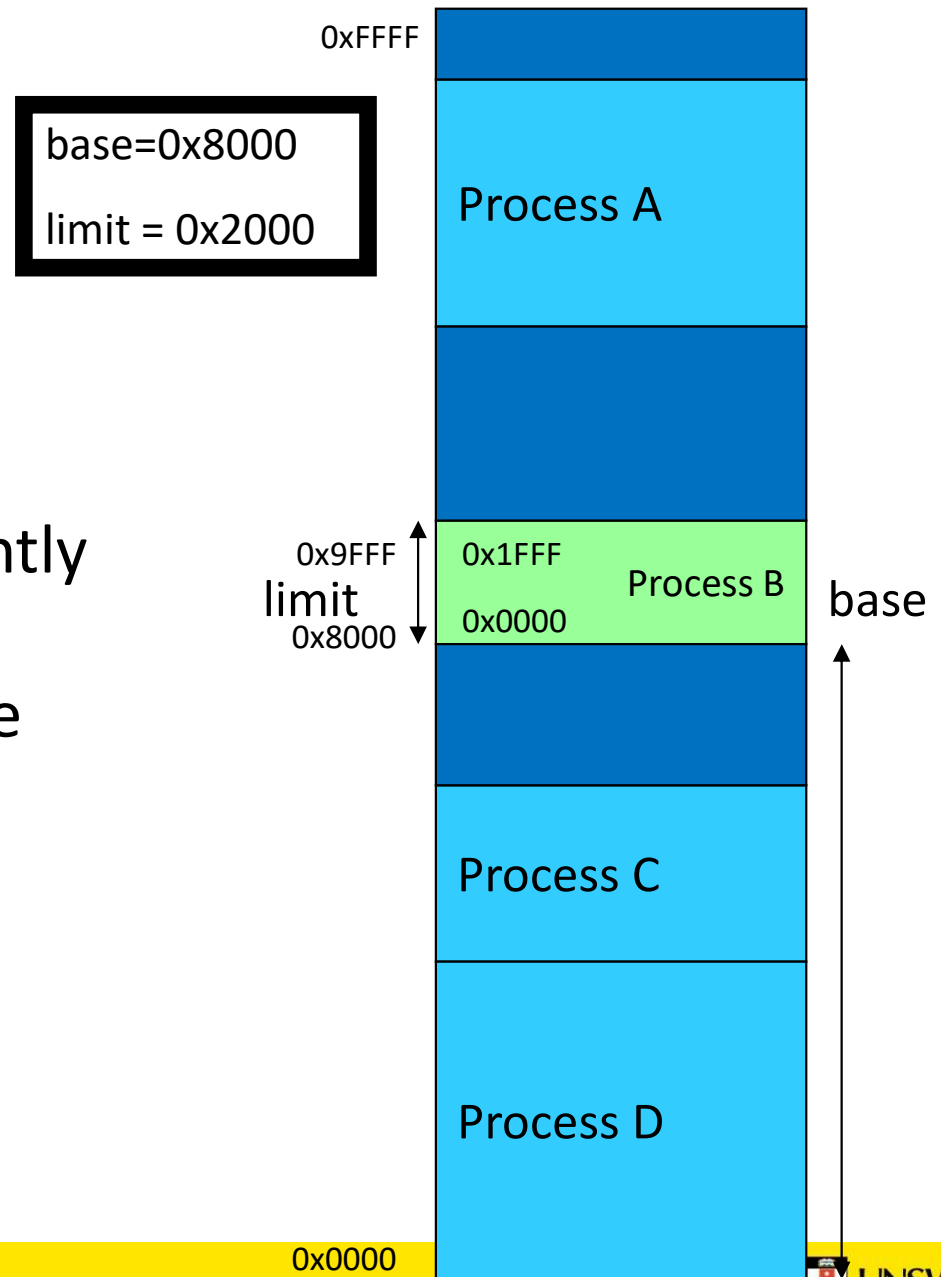 0xFFFF
base=0x8000
limit = 0x2000
Process A
ntly
0x9FFF
0x1FFF
limit
Process B
base
0x8000
0x0000
e
Process C
Process D
0x0000